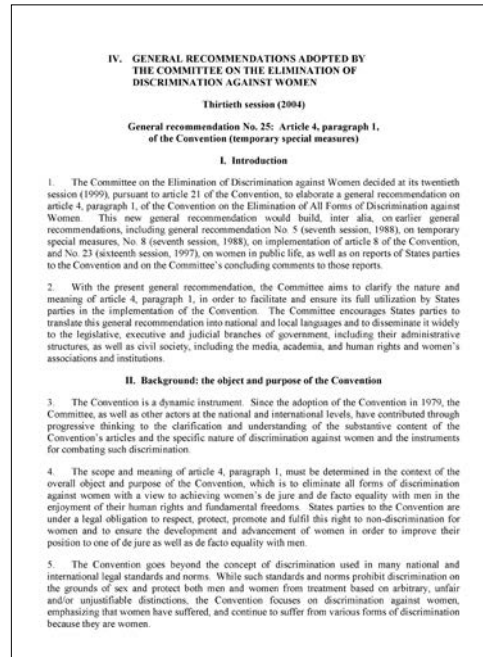 IV. GENERAL RECOMMENDATIONS ADOPTED BY
THE COMMITTEE ON THE ELIMINATION OF
DISCRIMINATION AGAINST WOMEN
Thirtieth session (2004)
General recommendation No. 25: Article 4, paragraph 1,
of the Convention (temporary special measures)
I. Introduction
1. The Committee on the Elimination of Discrimination against Women decided at its twentieth
session (1999), pursuant to article 21 of the Convention, to elaborate a general recommendation on
article 4, paragraph 1, of the Convention on the Elimination of All Forms of Discrimination against
Women. This new general recommendation would build, inter alia, on earlier general
recommendations, including general recommendation No. 5 (seventh session, 1988), on temporary
special measures, No. 8 (seventh session, 1988), on implementation of article 8 of the Convention,
and No. 23 (sixteenth session, 1997), on women in public life, as well as on reports of States parties
to the Convention and on the Committee's concluding comments to those reports.
2. With the present general recommendation, the Committee aims to clarify the nature and
meaning of article 4, paragraph 1, in order to facilitate and ensure its full utilization by States
parties in the implementation of the Convention. The Committee encourages States parties to
translate this general recommendation into national and local languages and to disseminate it widely
to the legislative, executive and judicial branches of government, including their administrative
structures, as well as civil society, including the media, academia, and human rights and women's
associations and institutions.
II. Background: the object and purpose of the Convention
3. The Convention is a dynamic instrument. Since the adoption of the Convention in 1979, the
Committee, as well as other actors at the national and international levels, have contributed through
progressive thinking to the clarification and understanding of the substantive content of the
Convention's articles and the specific nature of discrimination against women and the instruments
for combating such discrimination.
4. The scope and meaning of article 4, paragraph 1, must be determined in the context of the
overall object and purpose of the Convention, which is to eliminate all forms of discrimination
against women with a view to achieving women's de jure and de facto equality with men in the
enjoyment of their human rights and fundamental freedoms. States parties to the Convention are
under a legal obligation to respect, protect, promote and fulfil this right to non-discrimination for
women and to ensure the development and advancement of women in order to improve their
position to one of de jure as well as de facto equality with men.
5. The Convention goes beyond the concept of discrimination used in many national and
international legal standards and norms. While such standards and norms prohibit discrimination on
the grounds of sex and protect both men and women from treatment based on arbitrary, unfair
and/or unjustifiable distinctions, the Convention focuses on discrimination against women,
emphasizing that women have suffered, and continue to suffer from various forms of discrimination
because they are women.